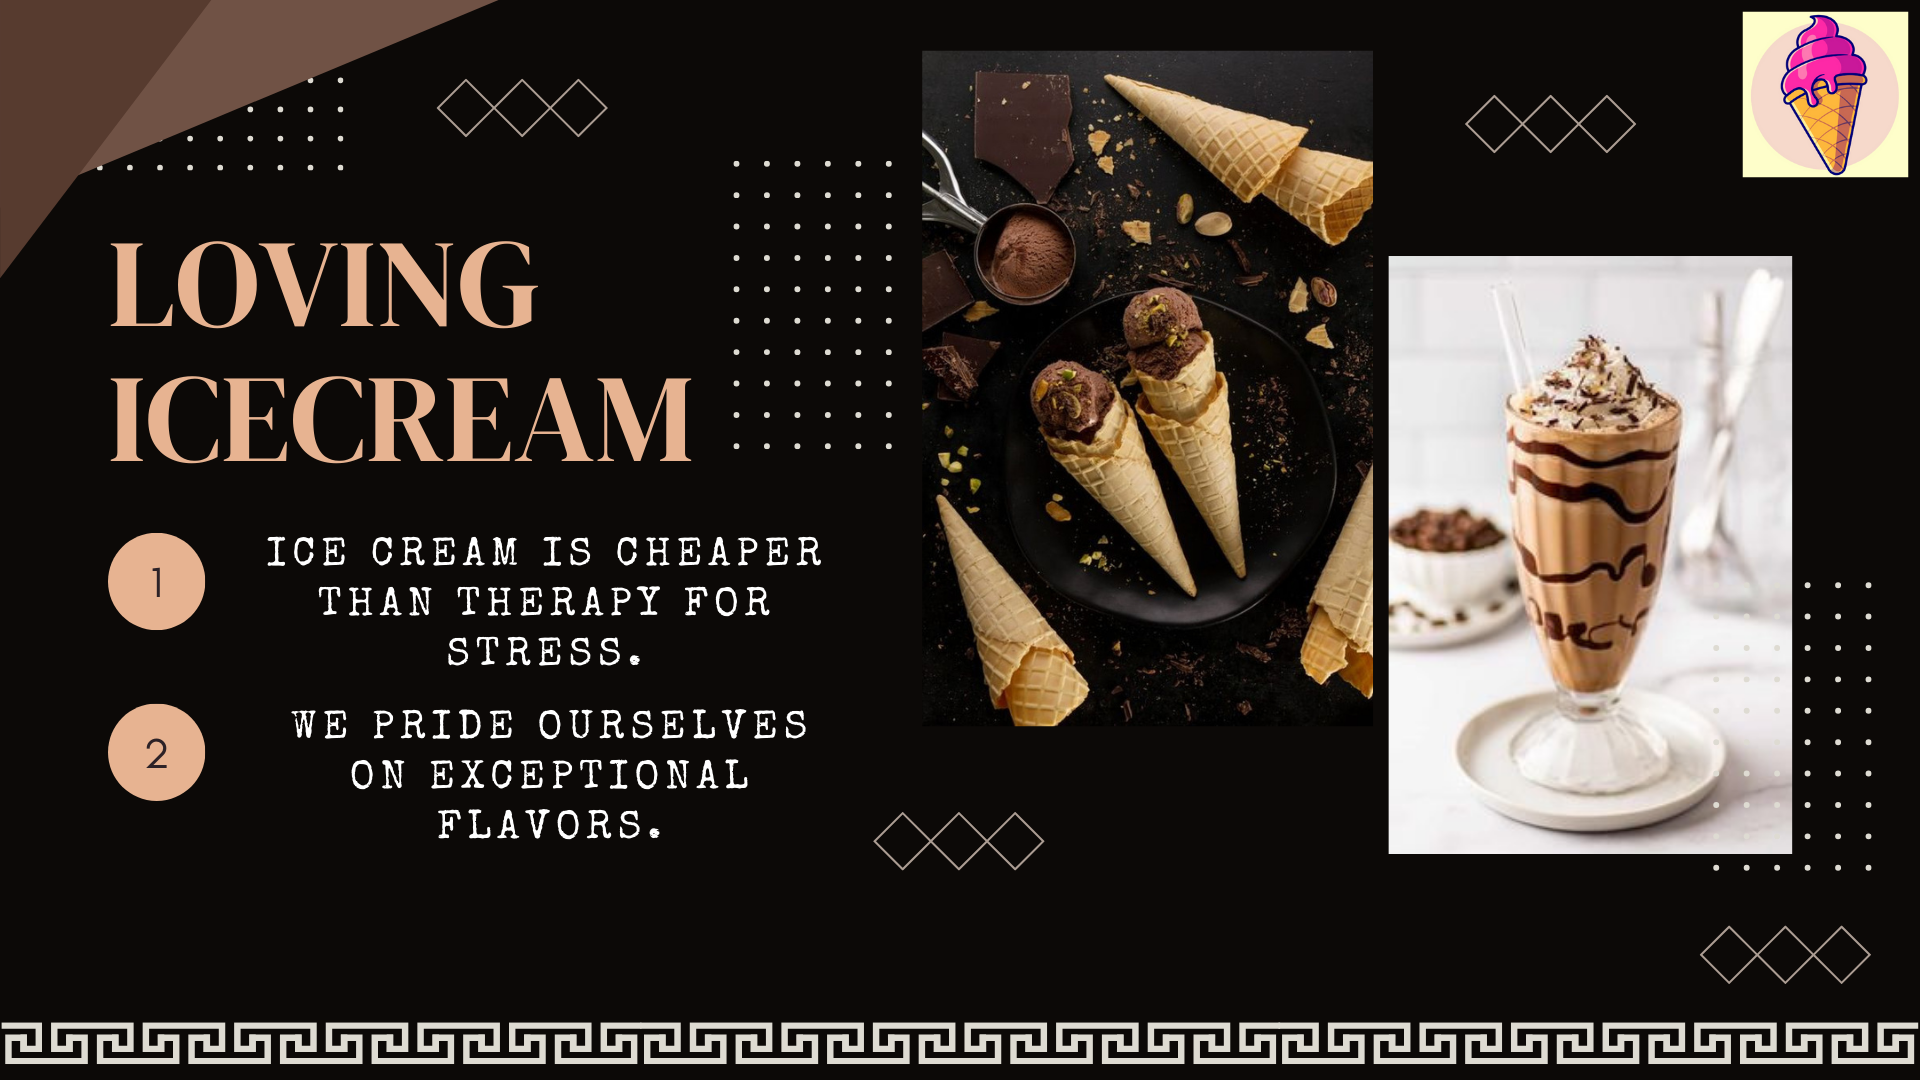 LOVING
ICECREAM
1
ICE CREAM IS CHEAPER
THAN THERAPY FOR
STRESS.
2
WE PRIDE OURSELVES
ON EXCEPTIONAL
FLAVORS.